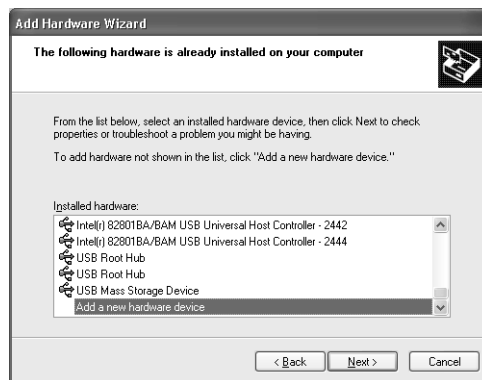 Add Hardware Wizard
The following hardware is already installed on your computer
From the list below, select an installed hardware device, then click Next to check
properties or troubleshoot a problem you might be having.
To add hardware not shown in the list, click "Add a new hardware device."
Installed hardware:
Intel(r) 82801BA/BAM USB Universal Host Controller - 2442
Intel(r) 82801BA/BAM USB Universal Host Controller - 2444
USB Root Hub
USB Root Hub
USB Mass Storage Device
Add a new hardware device
< Back Next > Cancel